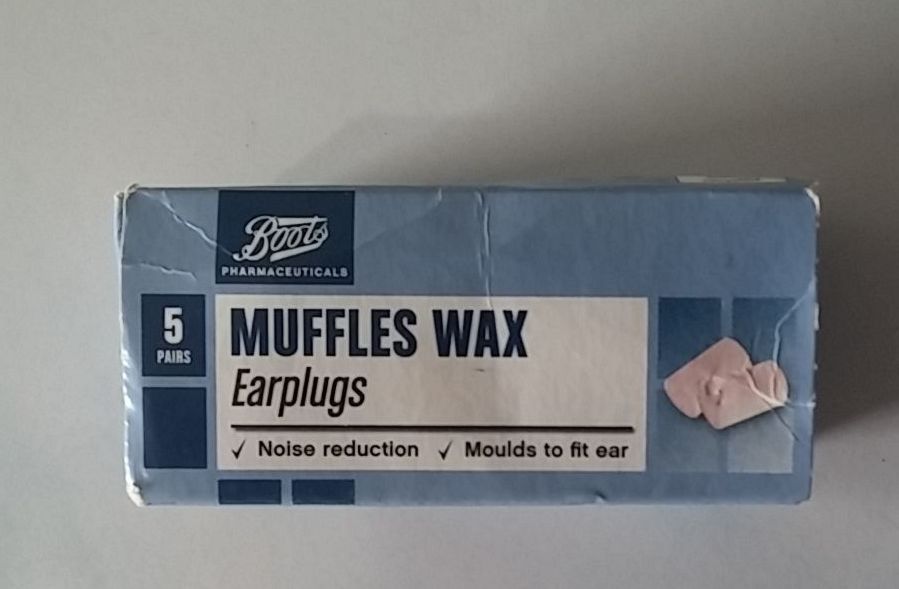 Boots
PHARMACEUTICALS
5
PAIRS
MUFFLES WAX
Earplugs
✓ Noise reduction ✓ Moulds to fit ear